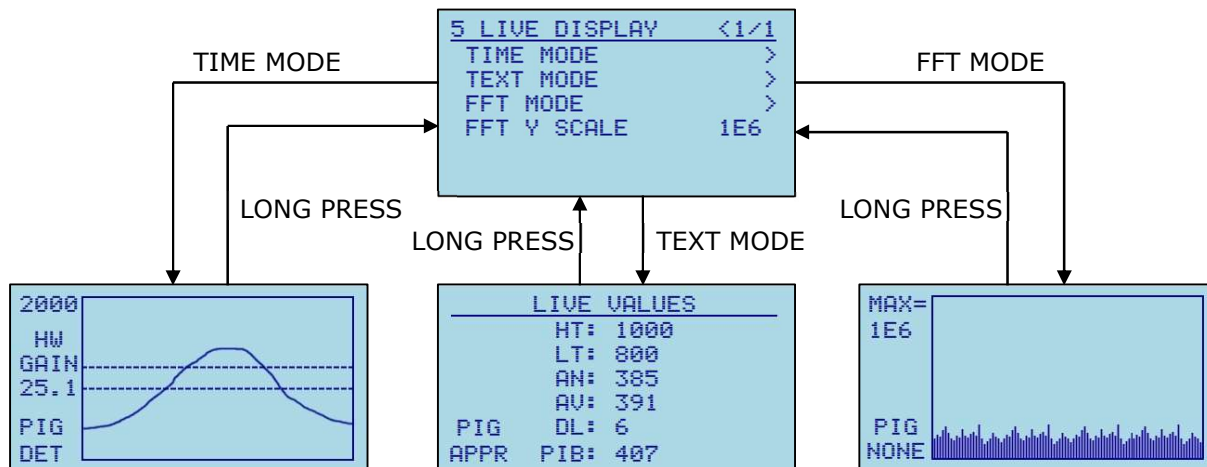 5 LIVE DISPLAY <1/1
TIME MODE >
TEXT MODE >
FFT MODE >
FFT Y SCALE 1E6
TIME MODE
FFT MODE
LONG PRESS
LONG PRESS
TEXT MODE
LONG PRESS
2000
HW
GAIN
25.1
PIG
DET
LIVE VALUES
HT: 1000
LT: 800
AN: 385
AV: 391
PIG DL: 6
APPR PIB: 407
MAX=
1E6
PIG
NONE